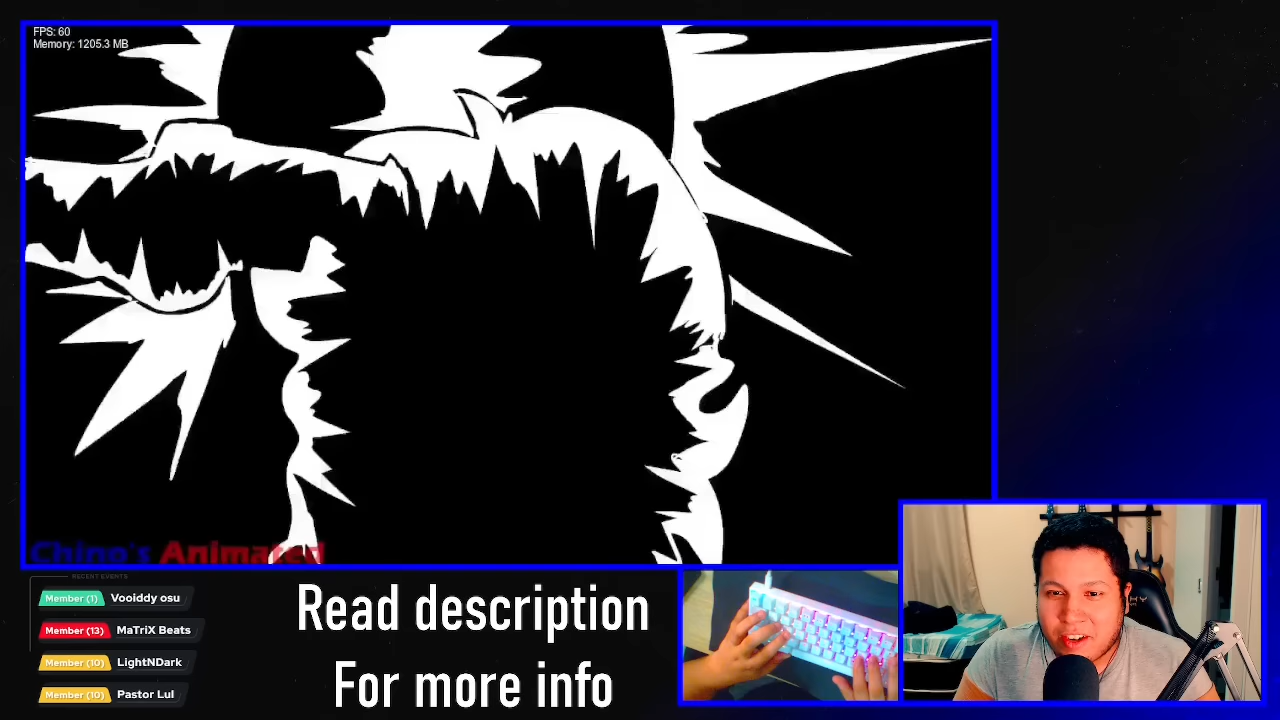 FPS: 60
Memory: 1205.3 MB
Chino's Animated
RECENT EVENTS
Member (1) Vooiddy osu
Member (13) MaTriX Beats
Member (10) LightNDark
Member (10) Pastor Lul
Read description
For more info